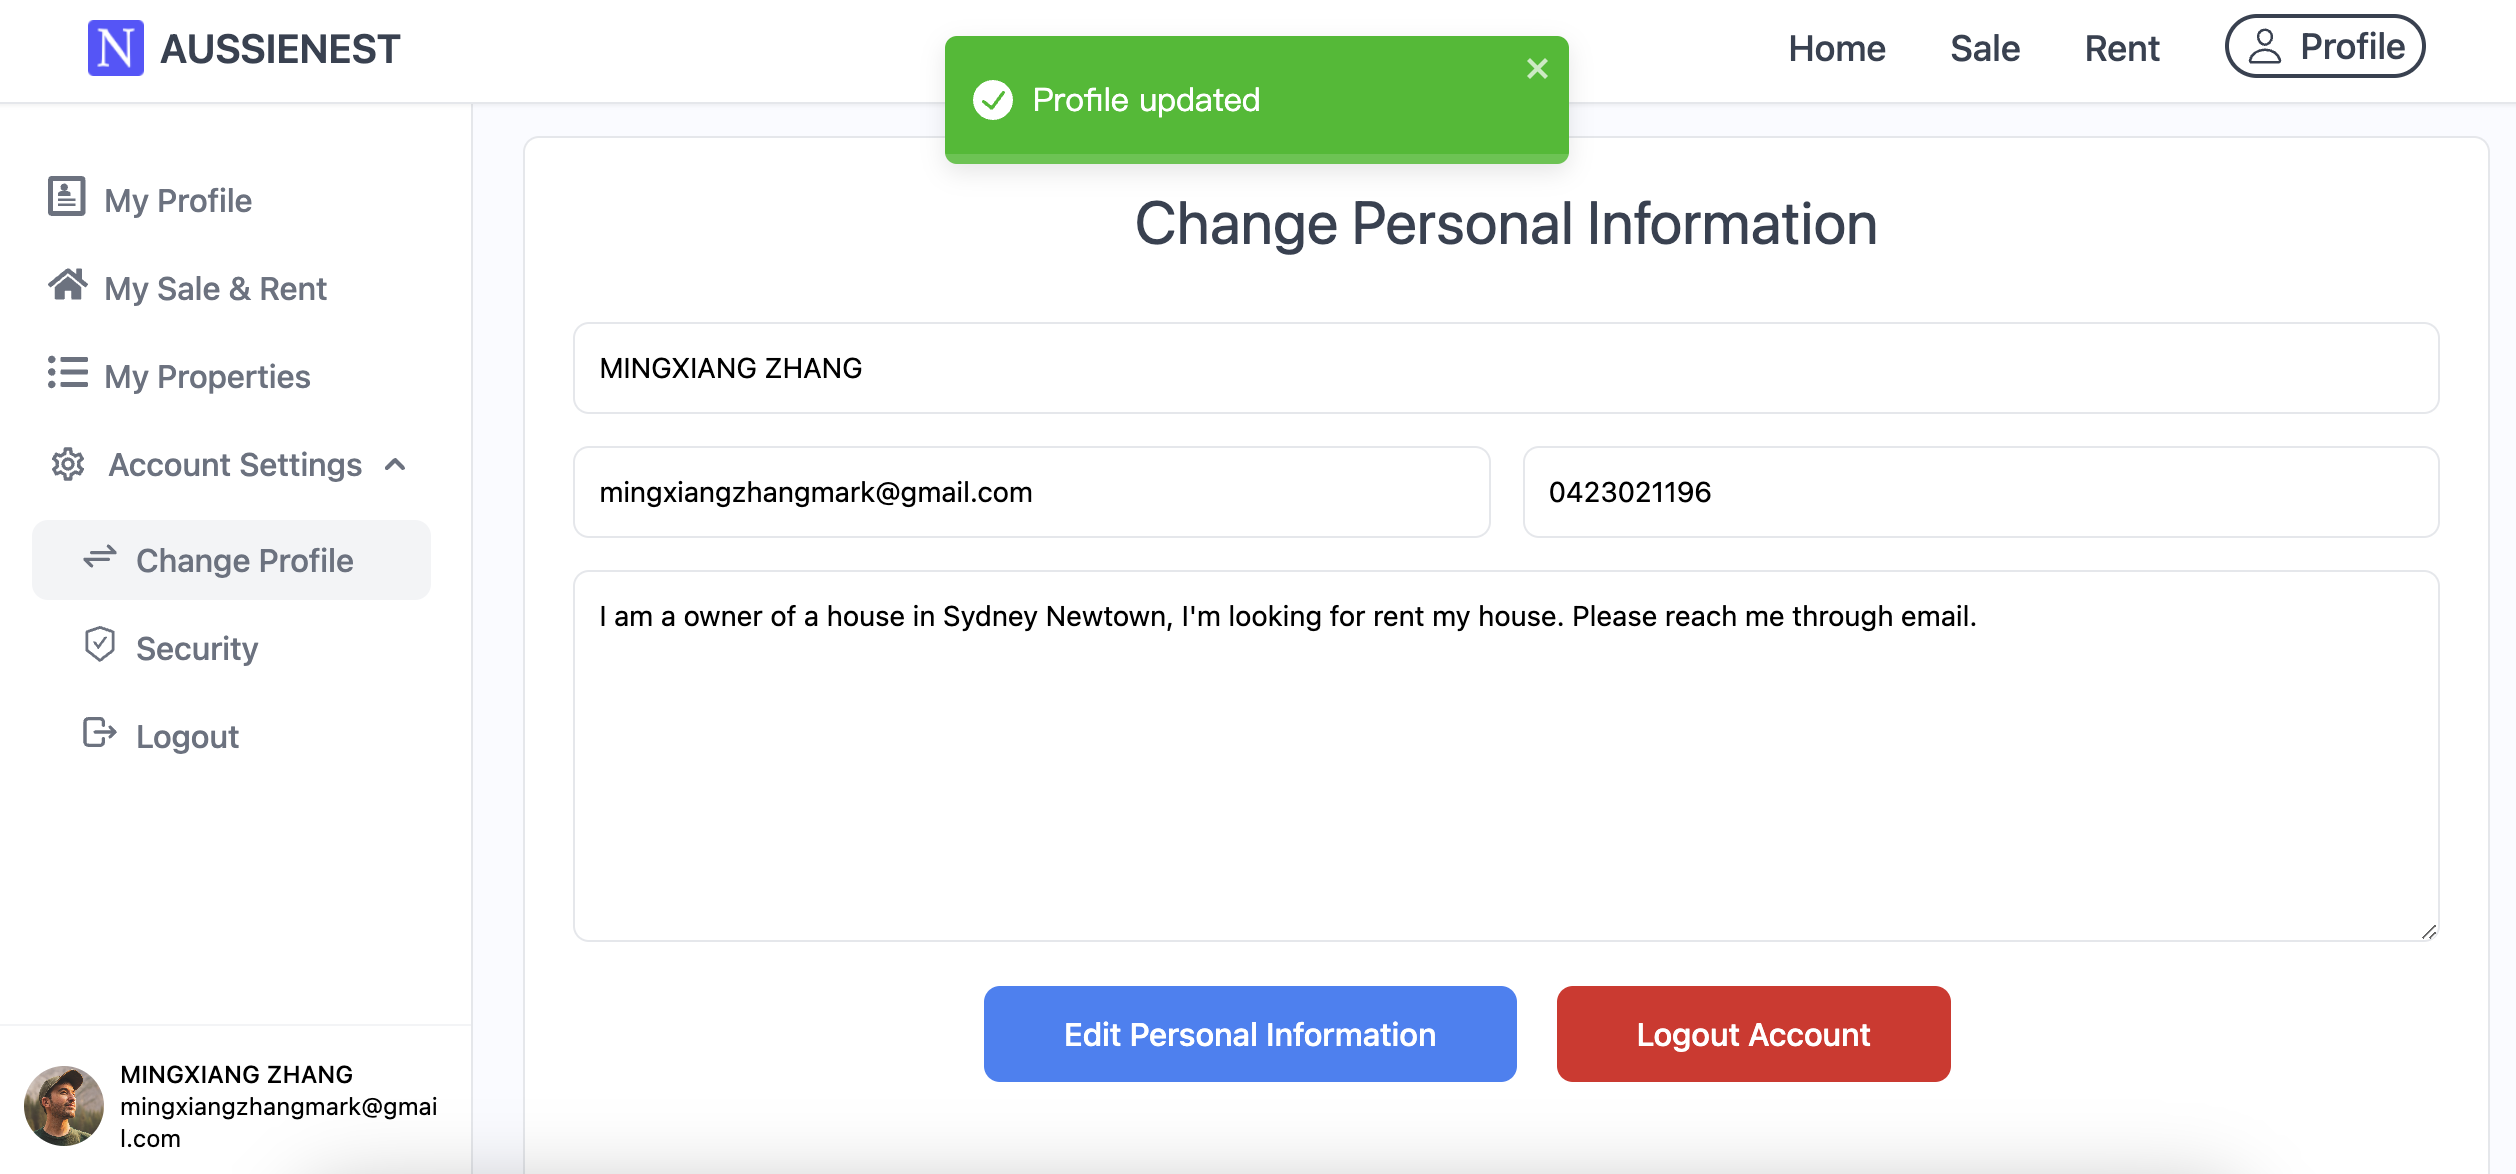 N AUSSIENEST
Home Sale Rent Profile
Profile updated
My Profile
My Sale & Rent
My Properties
Account Settings
Change Profile
Security
Logout
MINGXIANG ZHANG
mingxiangzhangmark@gmai
l.com
Change Personal Information
MINGXIANG ZHANG
mingxiangzhangmark@gmail.com
0423021196
I am a owner of a house in Sydney Newtown, I'm looking for rent my house. Please reach me through email.
Edit Personal Information
Logout Account